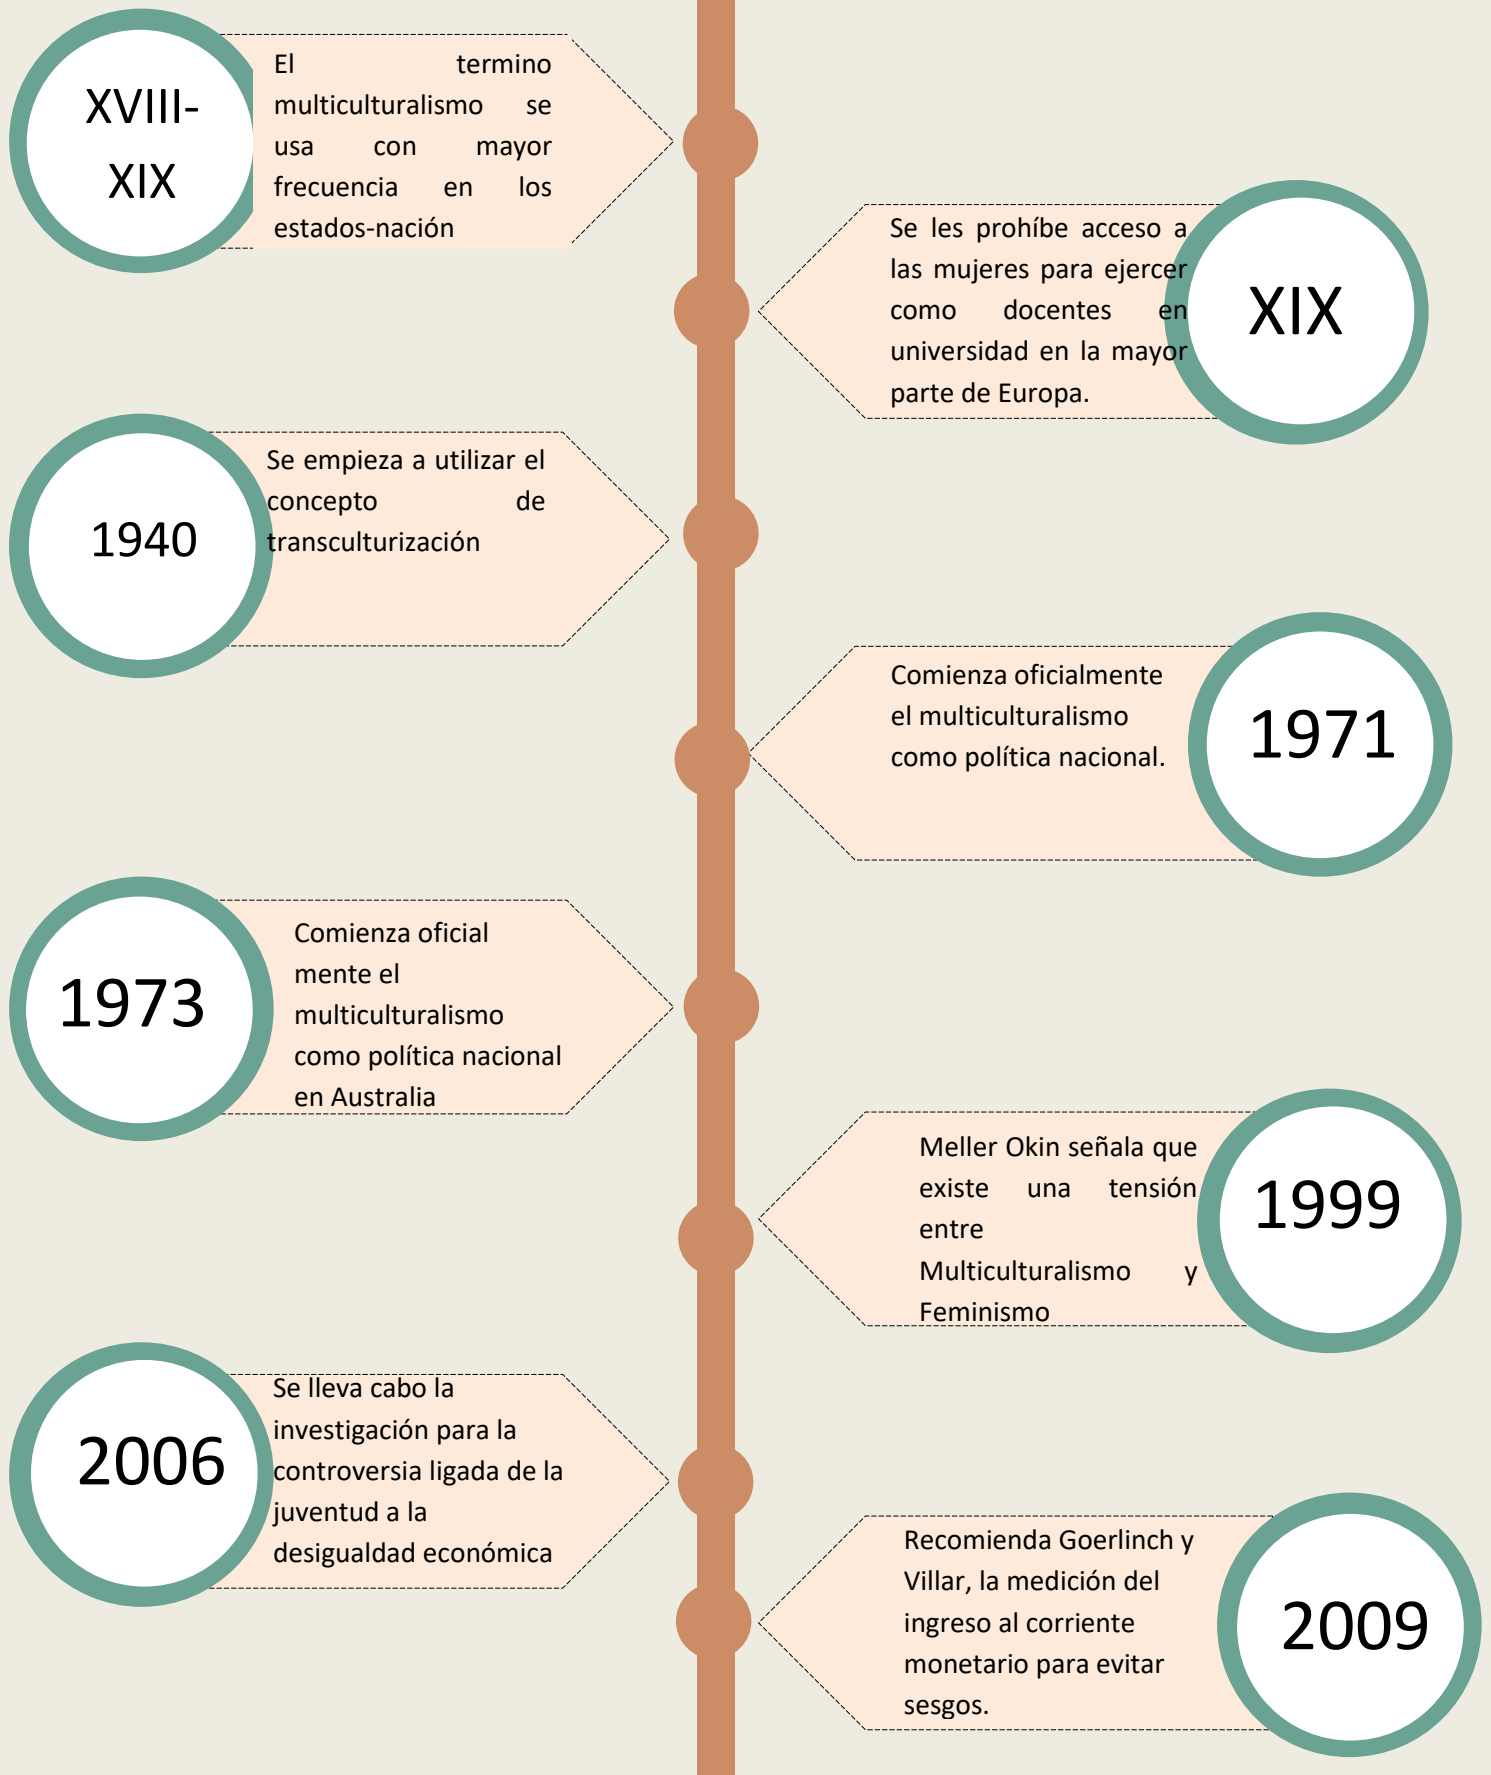 XVIII-
XIX
El termino
multiculturalismo se
usa con mayor
frecuencia en los
estados-nación
Se les prohíbe acceso a
las mujeres para ejercer
como docentes en
universidad en la mayor
parte de Europa.
XIX
1940
Se empieza a utilizar el
concepto de
transculturización
Comienza oficialmente
el multiculturalismo
como política nacional.
1971
1973
Comienza oficial
mente el
multiculturalismo
como política nacional
en Australia
Meller Okin señala que
existe una tensión
entre
Multiculturalismo y
Feminismo
1999
2006
Se lleva cabo la
investigación para la
controversia ligada de la
juventud a la
desigualdad económica
Recomienda Goerlinch y
Villar, la medición del
ingreso al corriente
monetario para evitar
sesgos.
2009